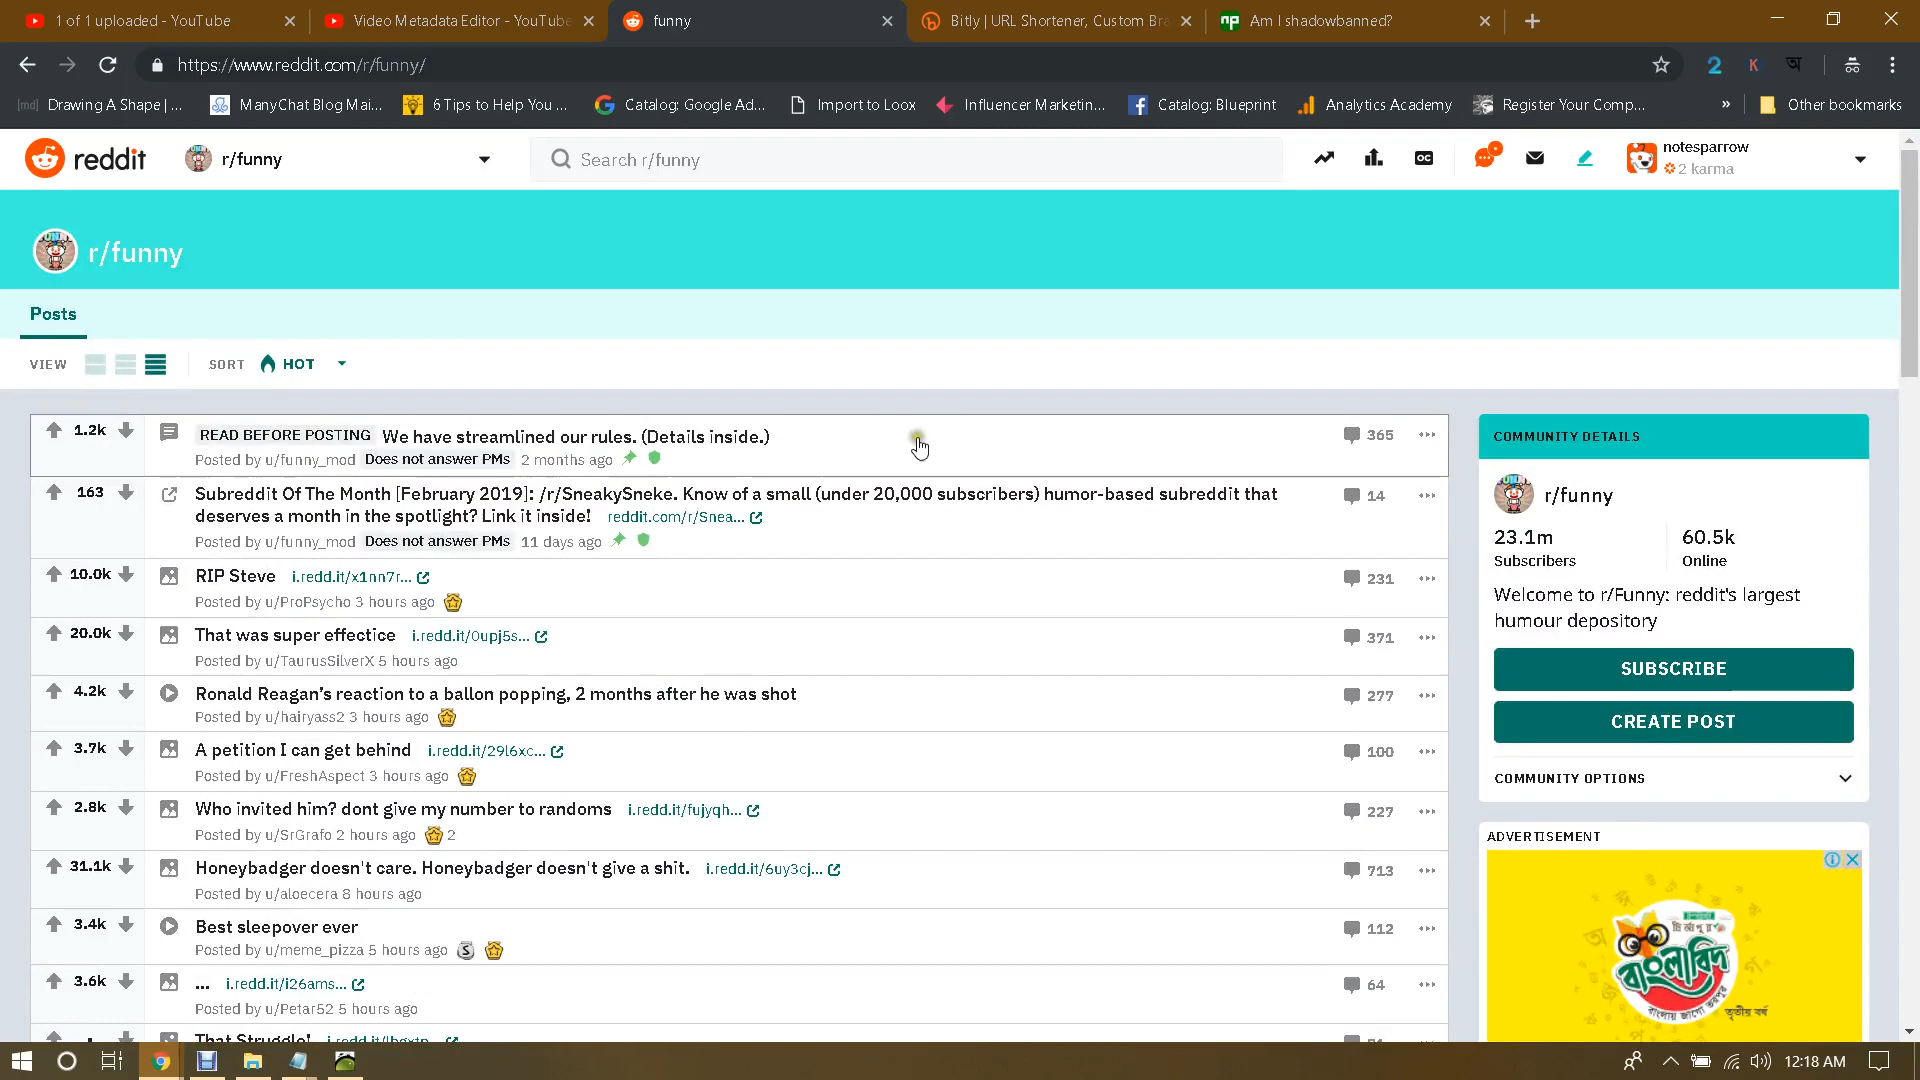 1 of 1 uploaded - YouTube
Video Metadata Editor - YouTube
funny
Bitly | URL Shortener, Custom Bra
Am I shadowbanned?
https://www.reddit.com/r/funny/
2
K
অ
[md] Drawing A Shape | ...
ManyChat Blog Mai...
6 Tips to Help You ...
Catalog: Google Ad...
Import to Loox
Influencer Marketin...
Catalog: Blueprint
Analytics Academy
Register Your Comp...
»
Other bookmarks
reddit
r/funny
Search r/funny
OC
notesparrow
2 karma
r/funny
Posts
VIEW
SORT
HOT
1.2k
READ BEFORE POSTING We have streamlined our rules. (Details inside.)
365
Posted by u/funny_mod Does not answer PMs 2 months ago
163
Subreddit Of The Month [February 2019]: /r/SneakySneke. Know of a small (under 20,000 subscribers) humor-based subreddit that
deserves a month in the spotlight? Link it inside! reddit.com/r/Snea...
14
Posted by u/funny_mod Does not answer PMs 11 days ago
10.0k
RIP Steve i.redd.it/x1nn7r...
231
Posted by u/ProPsycho 3 hours ago
20.0k
That was super effectice i.redd.it/0upj5s...
371
Posted by u/TaurusSilverX 5 hours ago
4.2k
Ronald Reagan's reaction to a ballon popping, 2 months after he was shot
277
Posted by u/hairyass2 3 hours ago
3.7k
A petition I can get behind i.redd.it/29l6xc...
100
Posted by u/FreshAspect 3 hours ago
2.8k
Who invited him? dont give my number to randoms i.redd.it/fujyqh...
227
Posted by u/SrGrafo 2 hours ago 2
31.1k
Honeybadger doesn't care. Honeybadger doesn't give a shit. i.redd.it/6uy3cj...
713
Posted by u/aloecera 8 hours ago
3.4k
Best sleepover ever
112
Posted by u/meme_pizza 5 hours ago S
3.6k
... i.redd.it/i26ams...
64
Posted by u/Petar52 5 hours ago
That Struggle!
COMMUNITY DETAILS
r/funny
23.1m
Subscribers
60.5k
Online
Welcome to r/Funny: reddit's largest
humour depository
SUBSCRIBE
CREATE POST
COMMUNITY OPTIONS
ADVERTISEMENT
বাংলাবিদ
বাংলায় জাগো ভরপুর
তৃতীয় বর্ষ
12:18 AM